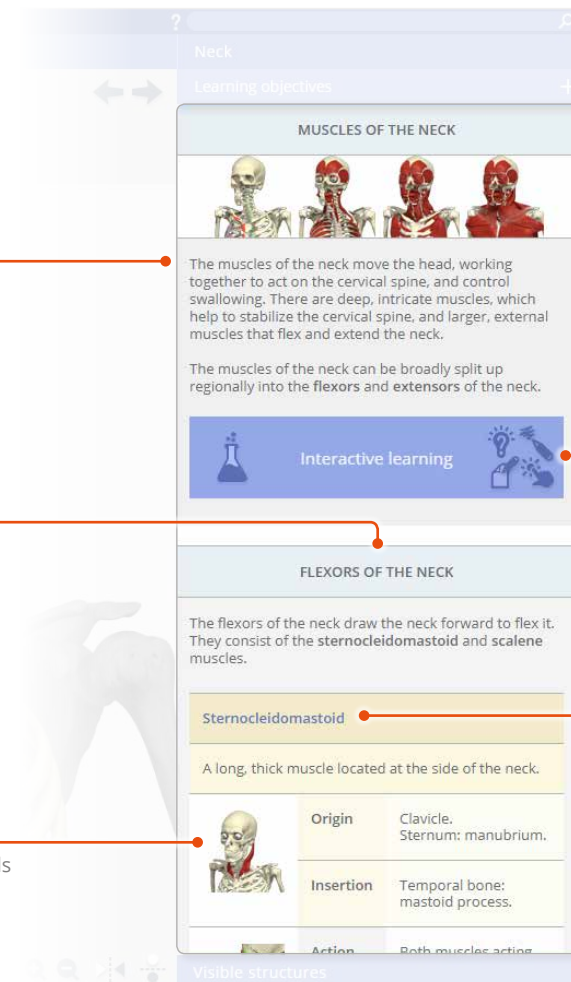 ?
Neck
Learning objectives +
MUSCLES OF THE NECK
The muscles of the neck move the head, working
together to act on the cervical spine, and control
swallowing. There are deep, intricate muscles, which
help to stabilize the cervical spine, and larger, external
muscles that flex and extend the neck.
The muscles of the neck can be broadly split up
regionally into the flexors and extensors of the neck.
Interactive learning
FLEXORS OF THE NECK
The flexors of the neck draw the neck forward to flex it.
They consist of the sternocleidomastoid and scalene
muscles.
Sternocleidomastoid
A long, thick muscle located at the side of the neck.
Origin
Clavicle.
Sternum: manubrium.
is
Insertion
Temporal bone:
mastoid process.
Action
Both muscles acting
Visible structures